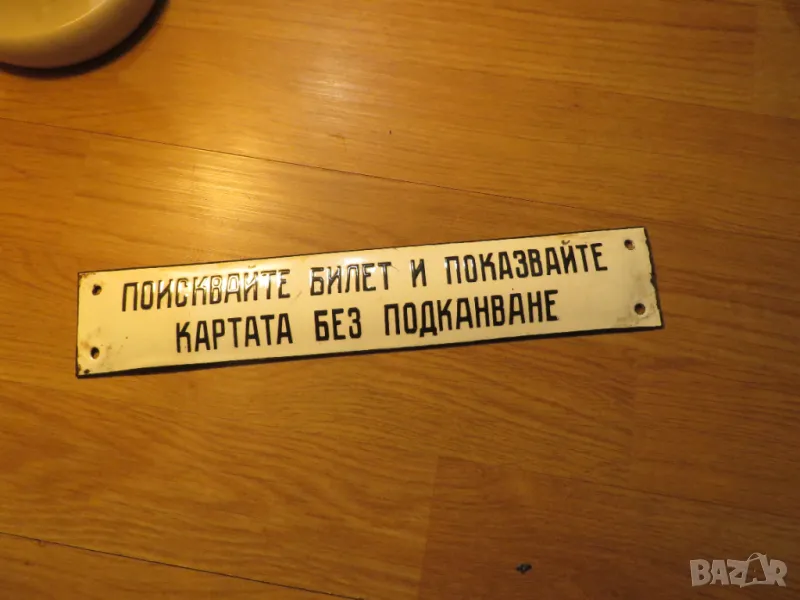 ПОИСКВАЙТЕ БИЛЕТ И ПОКАЗВАЙТЕ
КАРТАТА БЕЗ ПОДКАНВАНЕ
BAZAR